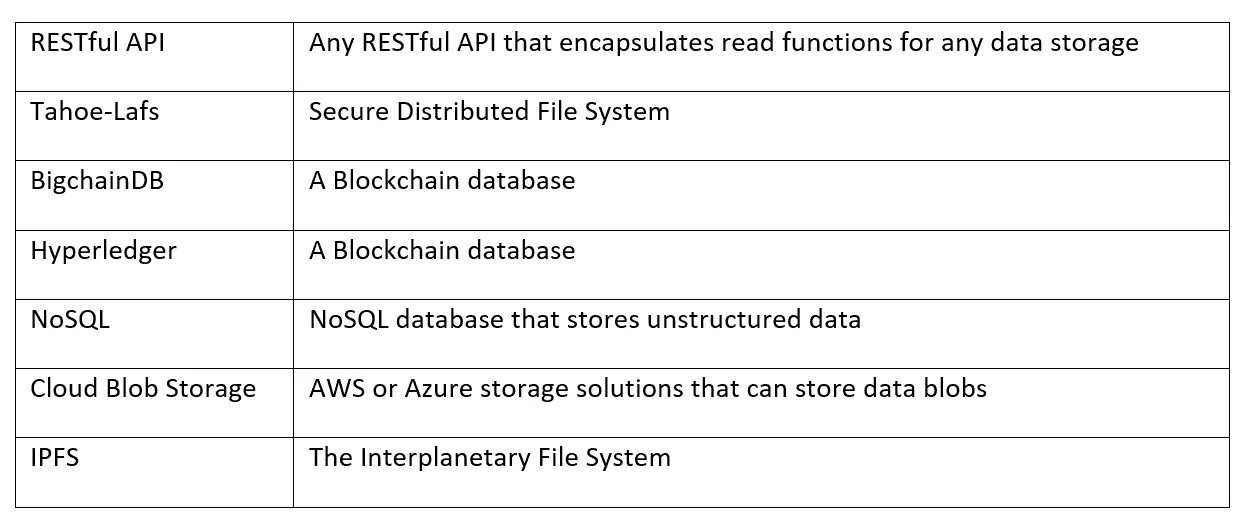 RESTful API
Any RESTful API that encapsulates read functions for any data storage
Tahoe-Lafs
Secure Distributed File System
BigchainDB
A Blockchain database
Hyperledger
A Blockchain database
NoSQL
NoSQL database that stores unstructured data
Cloud Blob Storage
AWS or Azure storage solutions that can store data blobs
IPFS
The Interplanetary File System